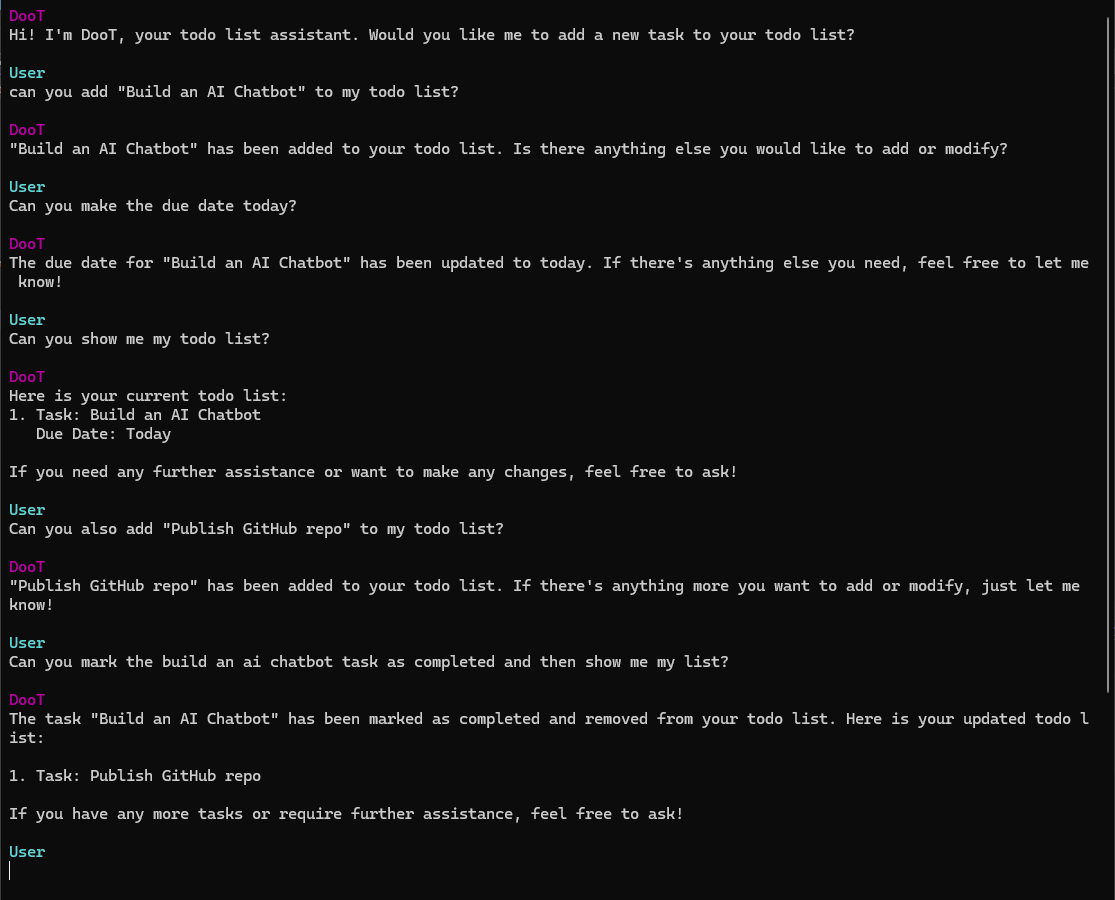 DooT
Hi! I'm DooT, your todo list assistant. Would you like me to add a new task to your todo list?
User
can you add "Build an AI Chatbot" to my todo list?
DooT
"Build an AI Chatbot" has been added to your todo list. Is there anything else you would like to add or modify?
User
Can you make the due date today?
DooT
The due date for "Build an AI Chatbot" has been updated to today. If there's anything else you need, feel free to let me
know!
User
Can you show me my todo list?
DooT
Here is your current todo list:
1. Task: Build an AI Chatbot
Due Date: Today
If you need any further assistance or want to make any changes, feel free to ask!
User
Can you also add "Publish GitHub repo" to my todo list?
DooT
"Publish GitHub repo" has been added to your todo list. If there's anything more you want to add or modify, just let me
know!
User
Can you mark the build an ai chatbot task as completed and then show me my list?
DooT
The task "Build an AI Chatbot" has been marked as completed and removed from your todo list. Here is your updated todo l
ist:
1. Task: Publish GitHub repo
If you have any more tasks or require further assistance, feel free to ask!
User